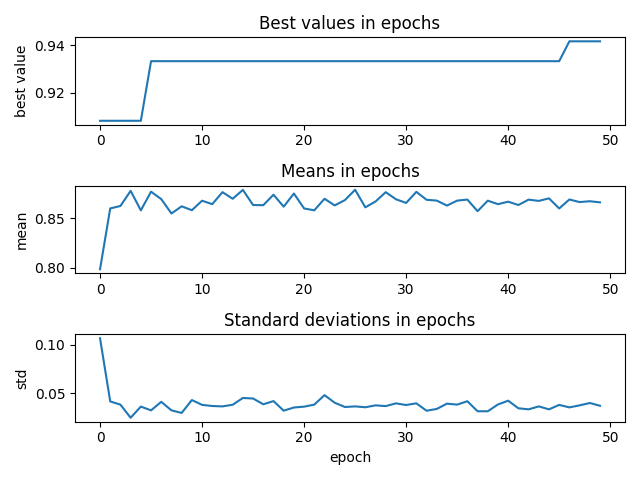 Best values in epochs
best value
0.94
0.92
0 10 20 30 40 50
Means in epochs
mean
0.85
0.80
0 10 20 30 40 50
Standard deviations in epochs
std
0.10
0.05
0 10 20 30 40 50
epoch